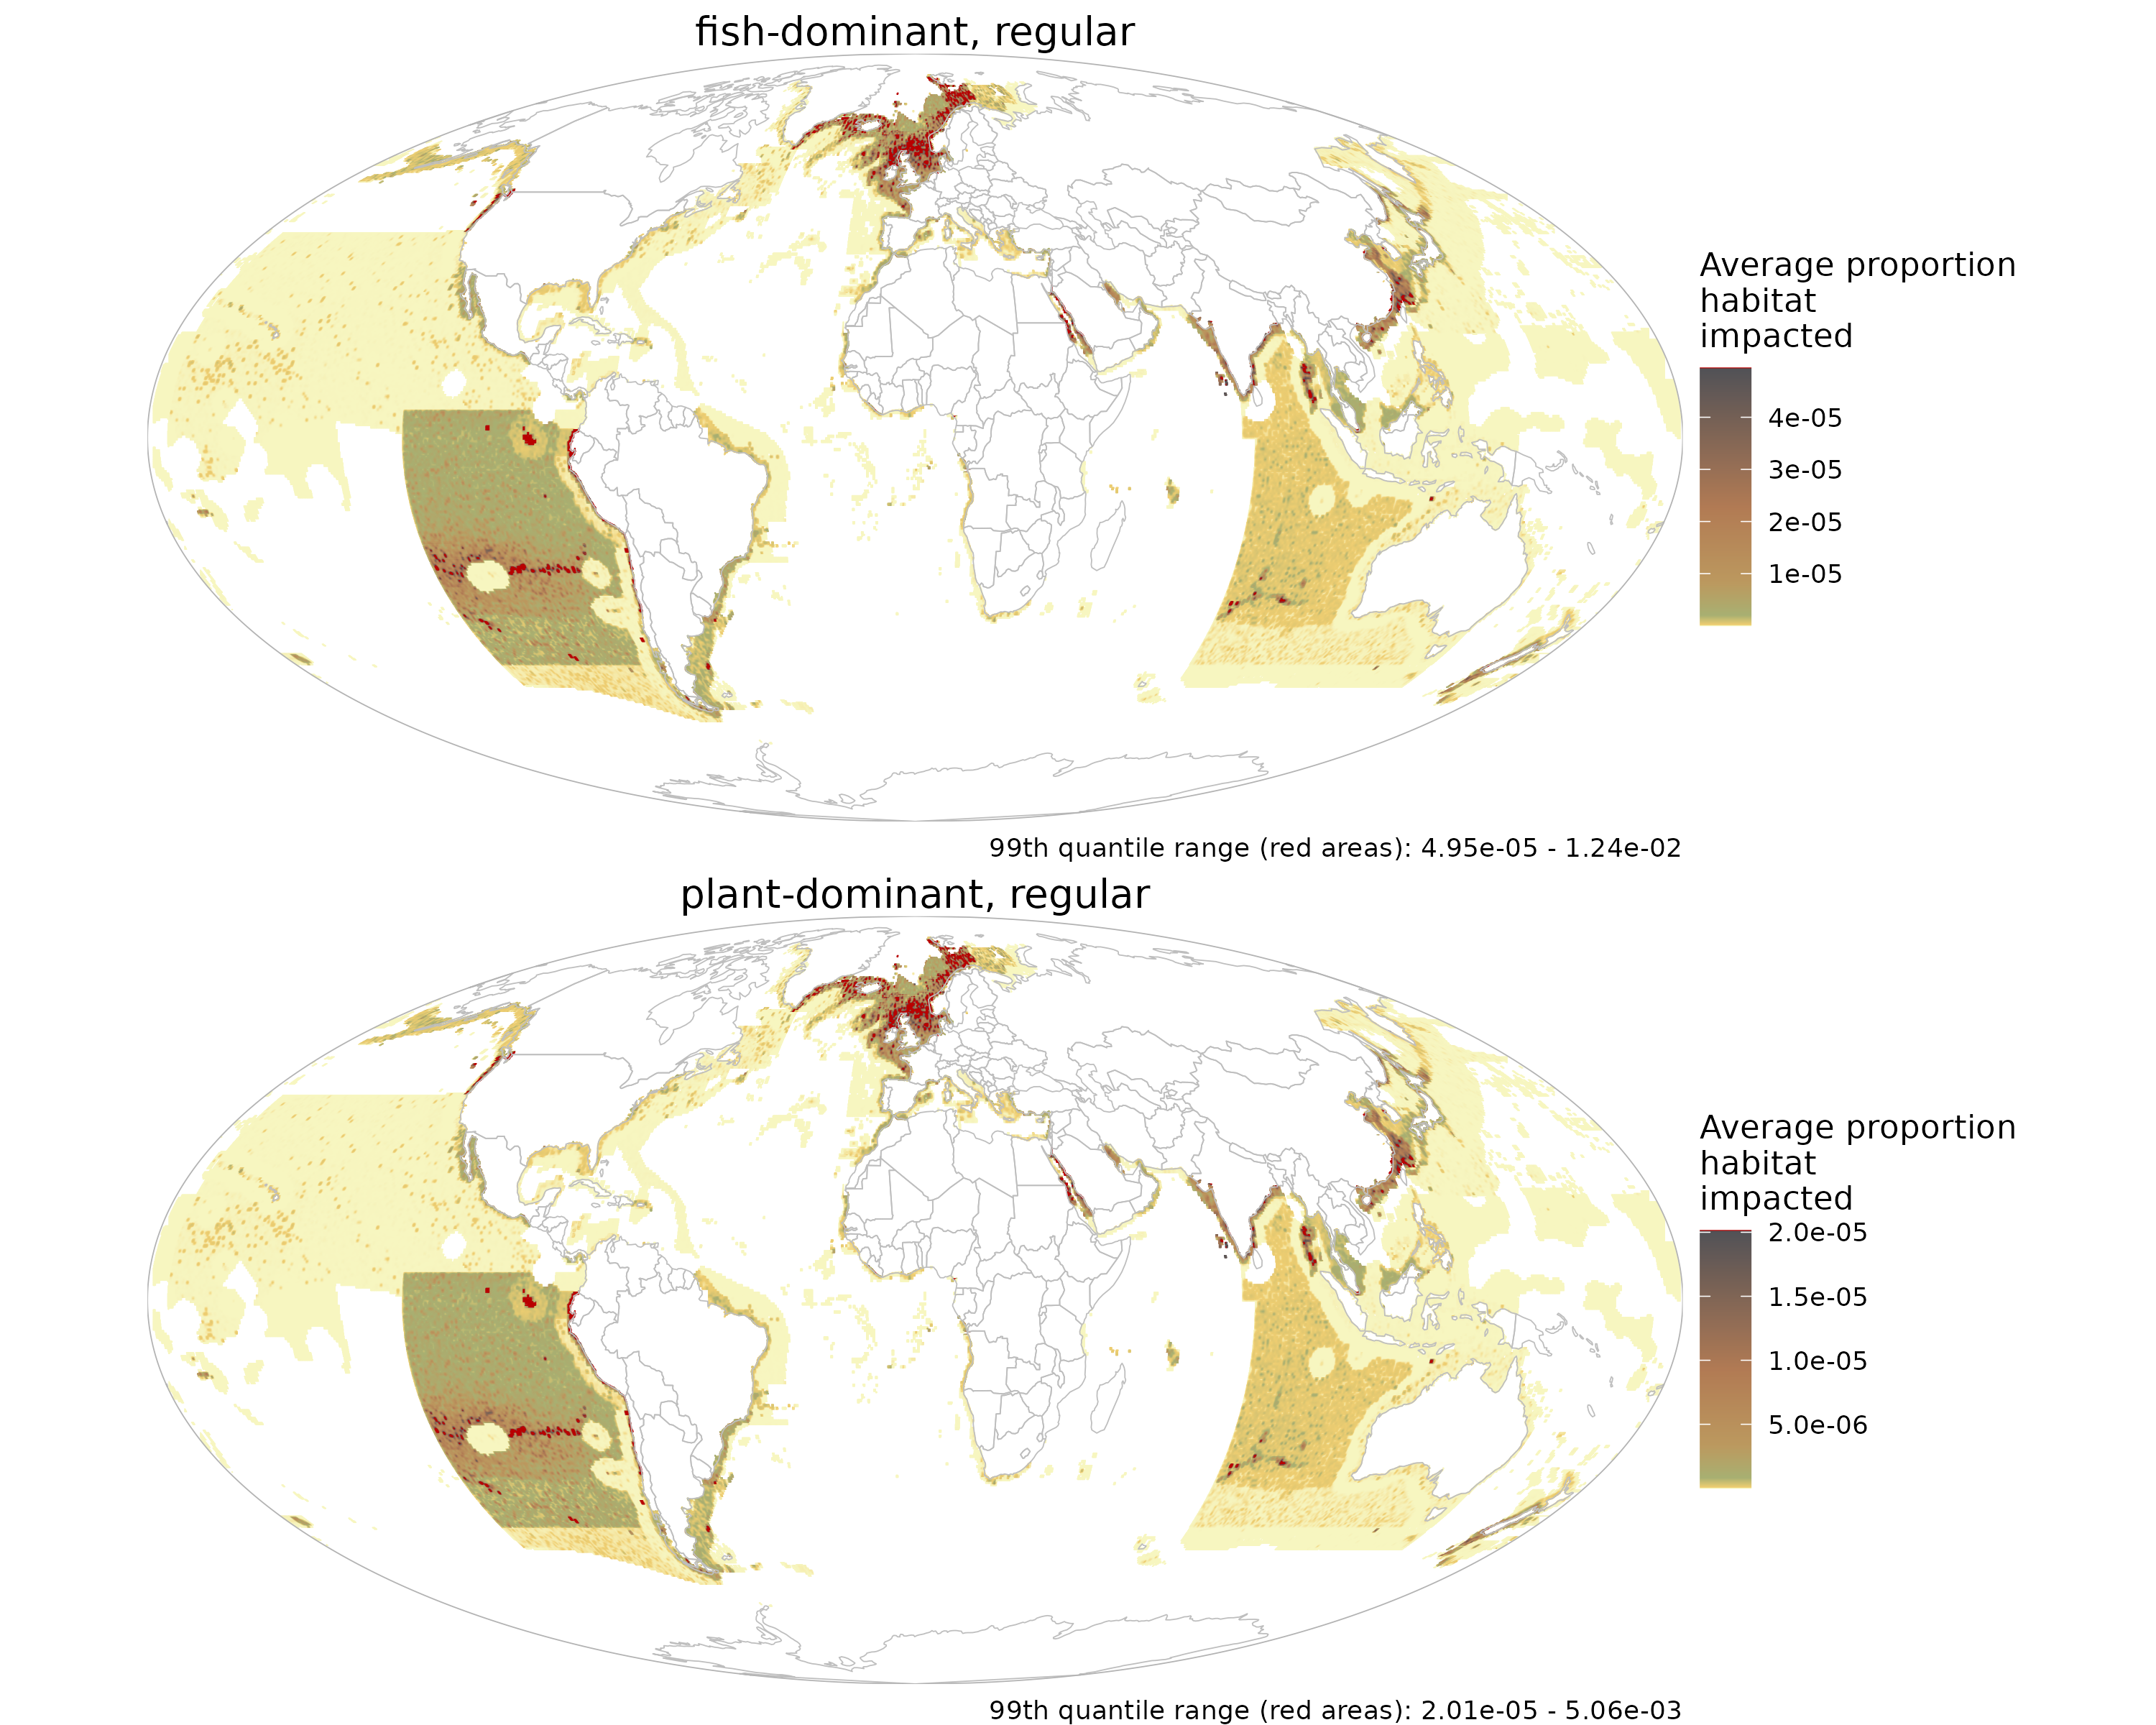 fish-dominant, regular
Average proportion
habitat
impacted
4e-05
3e-05
2e-05
1e-05
99th quantile range (red areas): 4.95e-05 - 1.24e-02
plant-dominant, regular
Average proportion
habitat
impacted
2.0e-05
1.5e-05
1.0e-05
5.0e-06
99th quantile range (red areas): 2.01e-05 - 5.06e-03